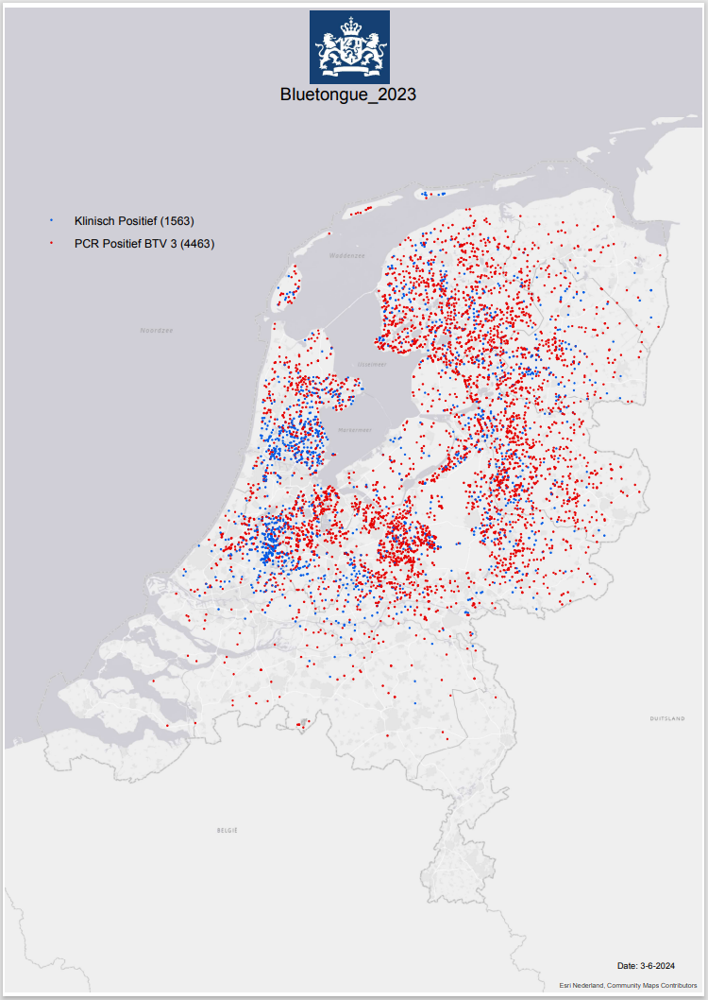 Bluetongue_2023
Klinisch Positief (1563)
PCR Positief BTV 3 (4463)
Waddenzee
Noordzee
IJsselmeer
Markermeer
DUITSLAND
BELGIË
Date: 3-6-2024
Esri Nederland, Community Maps Contributors